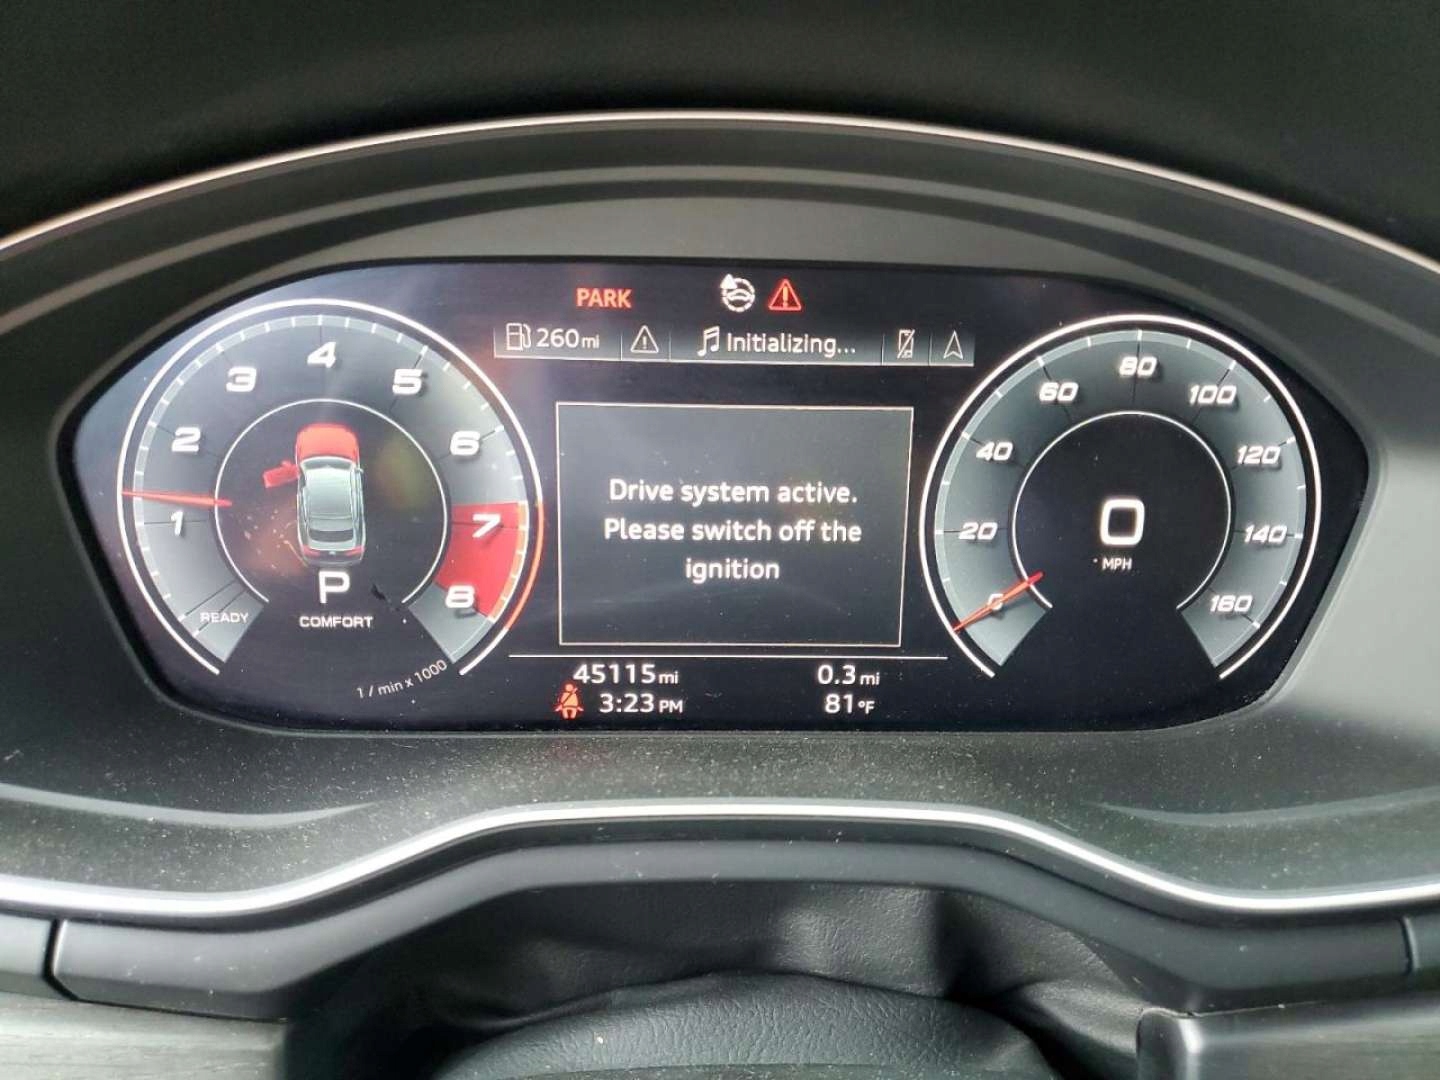 PARK
260mi
Initializing...
1
2
3
4
5
6
7
8
READY
P
COMFORT
1 / min x 1000
Drive system active.
Please switch off the
ignition
0
20
40
60
80
100
120
140
160
0
MPH
45115mi
0.3mi
3:23 PM
81°F